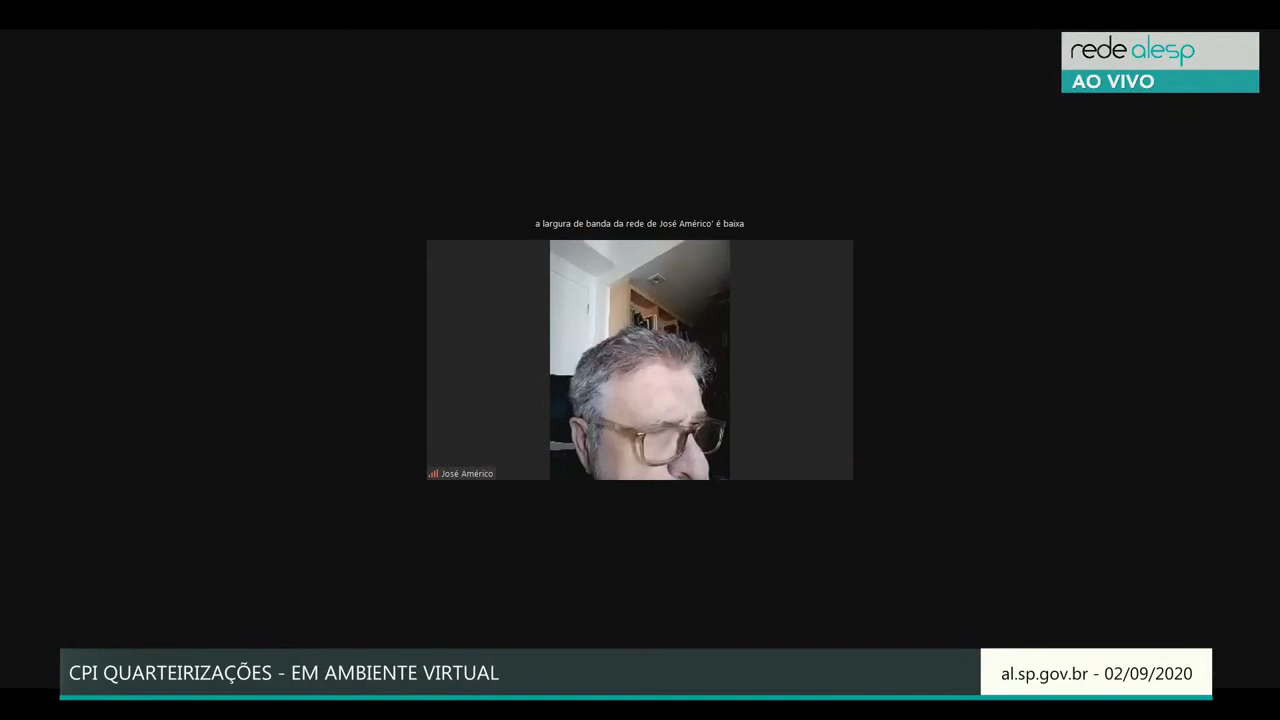 rede alesp
AO VIVO
a largura de banda da rede de José Américo' é baixa
José Américo
CPI QUARTEIRIZAÇÕES - EM AMBIENTE VIRTUAL
al.sp.gov.br - 02/09/2020